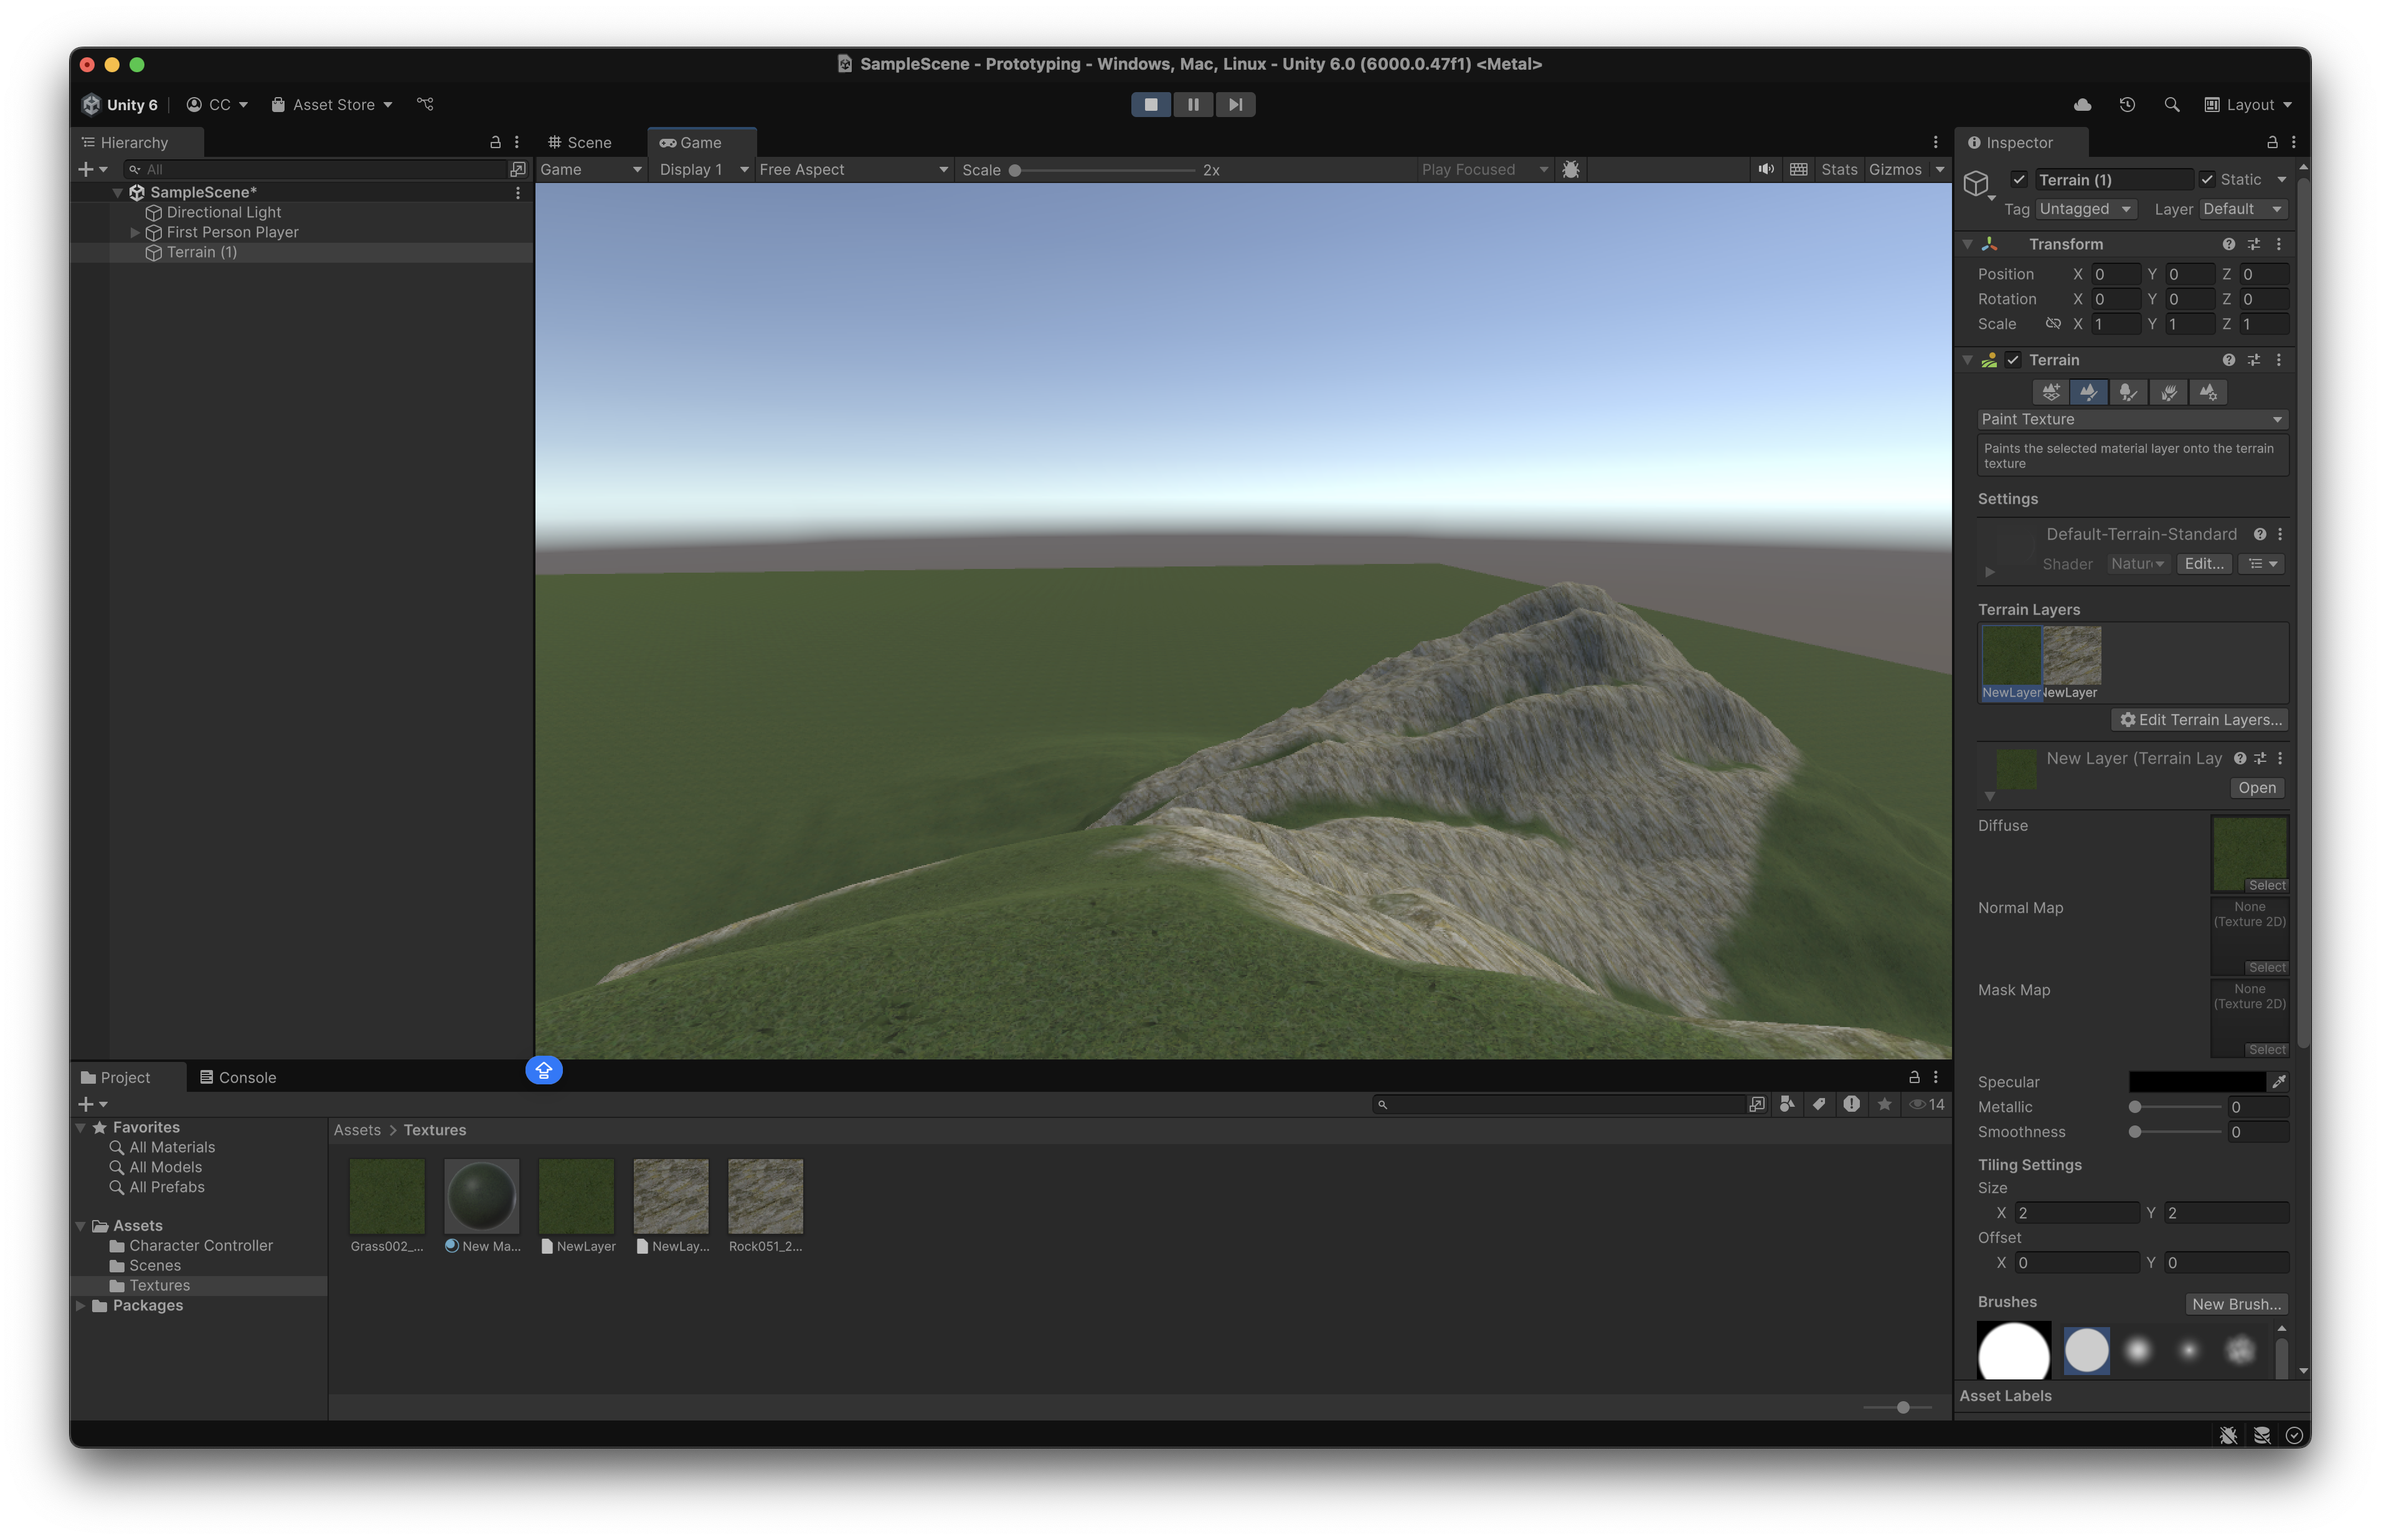 SampleScene - Prototyping - Windows, Mac, Linux - Unity 6.0 (6000.0.47f1) <Metal>
Unity 6 CC Asset Store Layout
Hierarchy
All
SampleScene*
Directional Light
First Person Player
Terrain (1)
Scene Game
Game Display 1 Free Aspect Scale 2x Play Focused Stats Gizmos
Inspector
Terrain (1) Static
Tag Untagged Layer Default
Transform
Position X 0 Y 0 Z 0
Rotation X 0 Y 0 Z 0
Scale X 1 Y 1 Z 1
Terrain
Paint Texture
Paints the selected material layer onto the terrain
texture
Settings
Default-Terrain-Standard
Shader Natur Edit...
Terrain Layers
NewLayer NewLayer
Edit Terrain Layers...
New Layer (Terrain Lay
Open
Diffuse
Select
Normal Map
None
(Texture 2D)
Select
Mask Map
None
(Texture 2D)
Select
Specular
Metallic 0
Smoothness 0
Tiling Settings
Size
X 2 Y 2
Offset
X 0 Y 0
Brushes New Brush...
Asset Labels
Project Console
14
Favorites
All Materials
All Models
All Prefabs
Assets
Character Controller
Scenes
Textures
Packages
Assets > Textures
Grass002_... New Ma... NewLayer NewLay... Rock051_2...